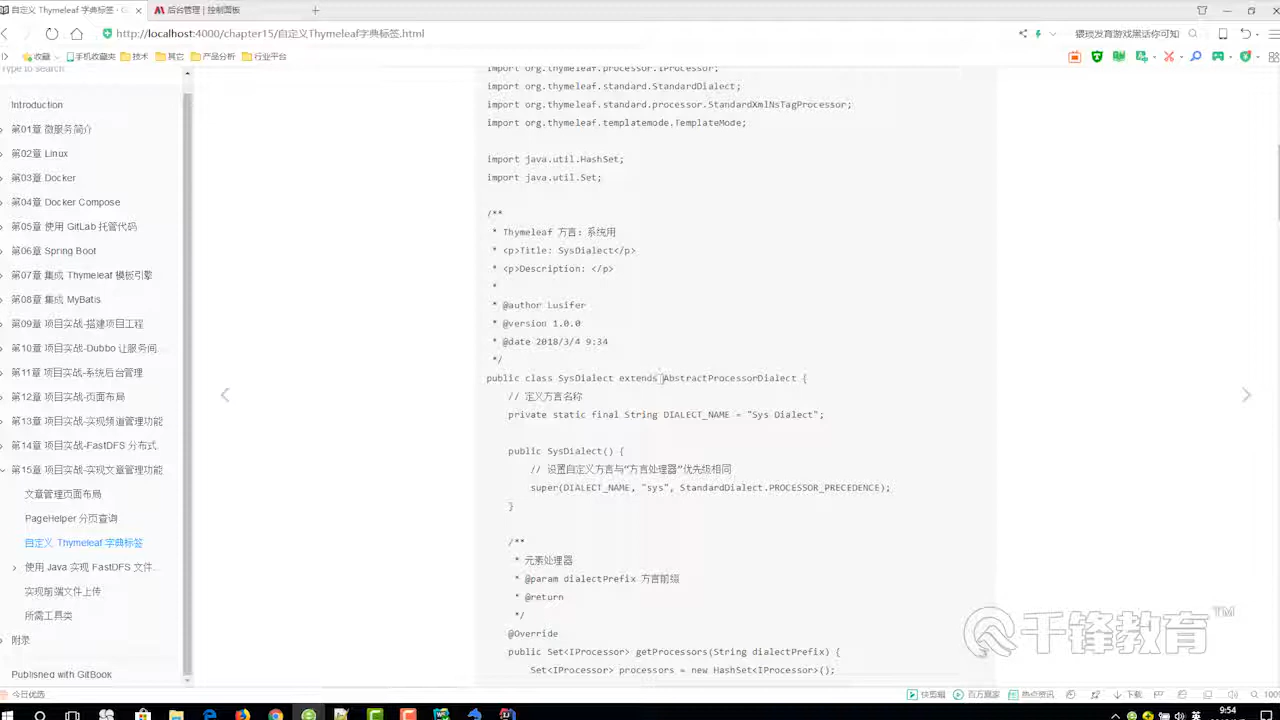 自定义 Thymeleaf 字典标签 · G
后台管理 | 控制面板
http://localhost:4000/chapter15/自定义Thymeleaf字典标签.html
猥琐发育游戏黑话你可知
收藏
手机收藏夹
技术
其它
产品分析
行业平台
Type to search
Introduction
第01章 微服务简介
第02章 Linux
第03章 Docker
第04章 Docker Compose
第05章 使用 GitLab 托管代码
第06章 Spring Boot
第07章 集成 Thymeleaf 模板引擎
第08章 集成 MyBatis
第09章 项目实战-搭建项目工程
第10章 项目实战-Dubbo 让服务间...
第11章 项目实战-系统后台管理
第12章 项目实战-页面布局
第13章 项目实战-实现频道管理功能
第14章 项目实战-FastDFS 分布式...
第15章 项目实战-实现文章管理功能
文章管理页面布局
PageHelper 分页查询
自定义 Thymeleaf 字典标签
使用 Java 实现 FastDFS 文件...
实现前端文件上传
所需工具类
附录
Published with GitBook
import org.thymeleaf.processor.IProcessor;
import org.thymeleaf.standard.StandardDialect;
import org.thymeleaf.standard.processor.StandardXmlNsTagProcessor;
import org.thymeleaf.templatemode.TemplateMode;
import java.util.HashSet;
import java.util.Set;
/**
* Thymeleaf 方言：系统用
* <p>Title: SysDialect</p>
* <p>Description: </p>
*
* @author Lusifer
* @version 1.0.0
* @date 2018/3/4 9:34
*/
public class SysDialect extends AbstractProcessorDialect {
// 定义方言名称
private static final String DIALECT_NAME = "Sys Dialect";
public SysDialect() {
// 设置自定义方言与“方言处理器”优先级相同
super(DIALECT_NAME, "sys", StandardDialect.PROCESSOR_PRECEDENCE);
}
/**
* 元素处理器
* @param dialectPrefix 方言前缀
* @return
*/
@Override
public Set<IProcessor> getProcessors(String dialectPrefix) {
Set<IProcessor> processors = new HashSet<IProcessor>();
千锋教育™
今日优选
快剪辑
百万赢家
热点资讯
下载
100
英
9:54